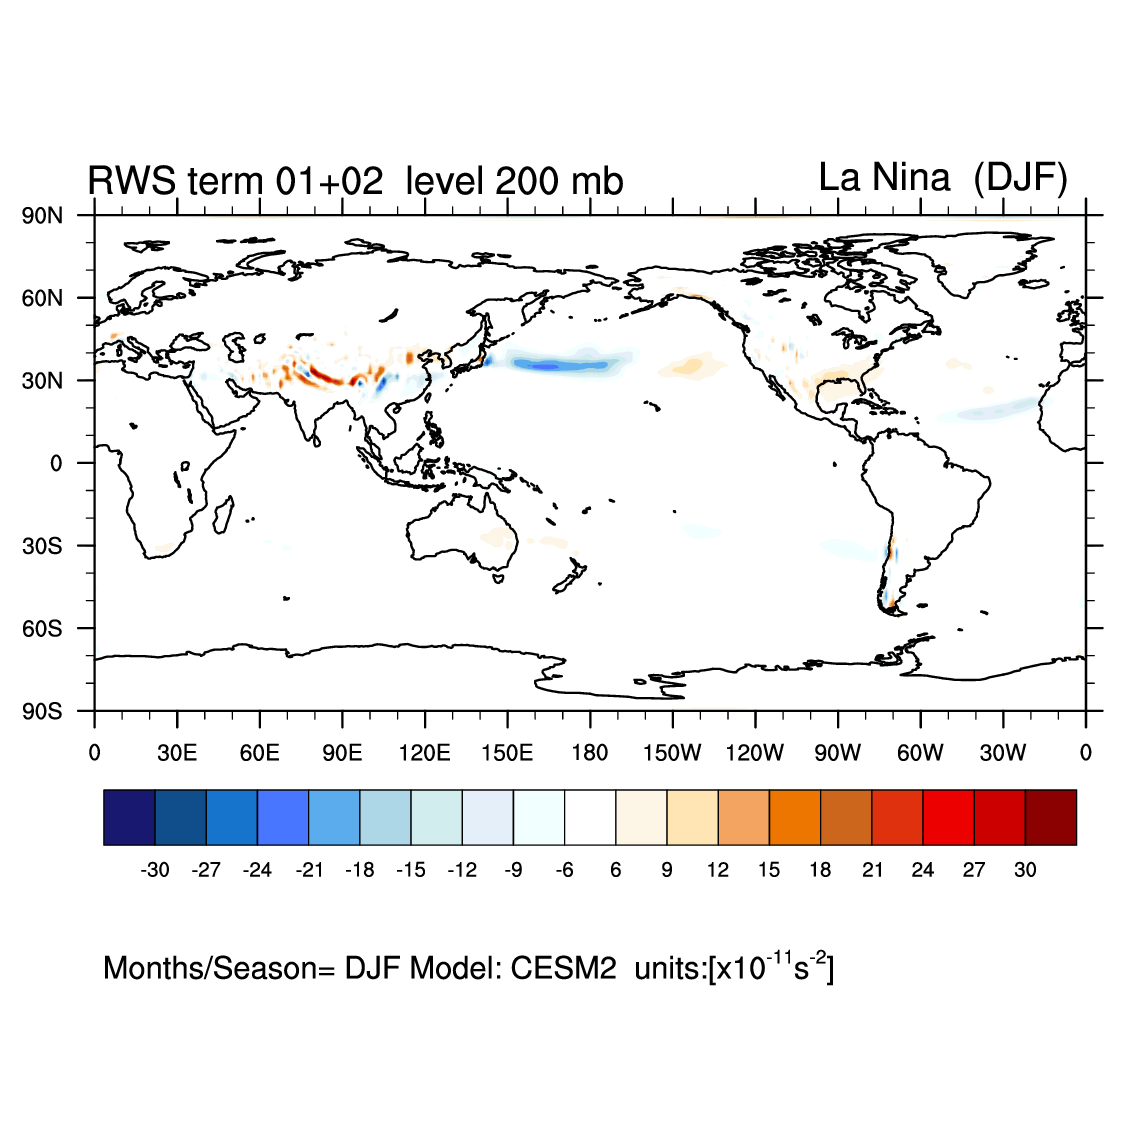 RWS term 01+02 level 200 mb
La Nina (DJF)
90N
60N
30N
0
30S
60S
90S
0 30E 60E 90E 120E 150E 180 150W 120W 90W 60W 30W 0
-30 -27 -24 -21 -18 -15 -12 -9 -6 6 9 12 15 18 21 24 27 30
Months/Season= DJF Model: CESM2 units:[x10⁻¹¹s⁻²]